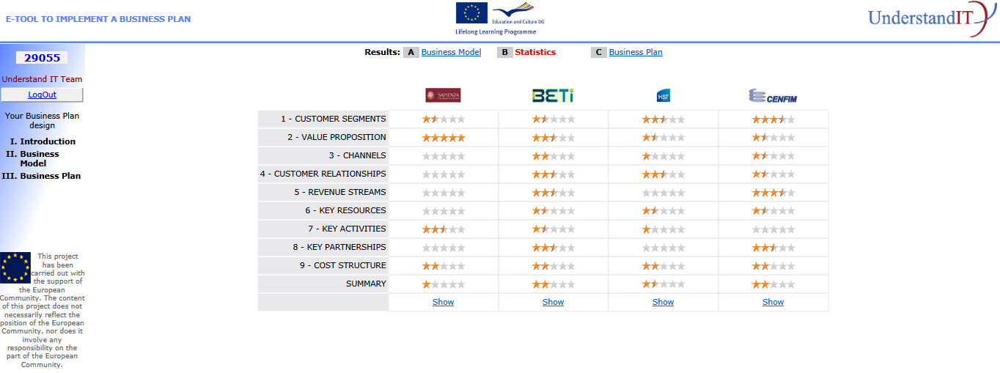 E-TOOL TO IMPLEMENT A BUSINESS PLAN
Education and Culture DG
Lifelong Learning Programme
UnderstandIT
29055
Understand IT Team
LogOut
Your Business Plan
design
I. Introduction
II. Business
Model
III. Business Plan
This project
has been
carried out with
the support of
the European
Community. The content
of this project does not
necessarily reflect the
position of the European
Community, nor does it
involve any
responsibility on the
part of the European
Community.
Results: A Business Model B Statistics C Business Plan
SAPIENZA BETi HST CENFIM
1 - CUSTOMER SEGMENTS
2 - VALUE PROPOSITION
3 - CHANNELS
4 - CUSTOMER RELATIONSHIPS
5 - REVENUE STREAMS
6 - KEY RESOURCES
7 - KEY ACTIVITIES
8 - KEY PARTNERSHIPS
9 - COST STRUCTURE
SUMMARY
Show Show Show Show